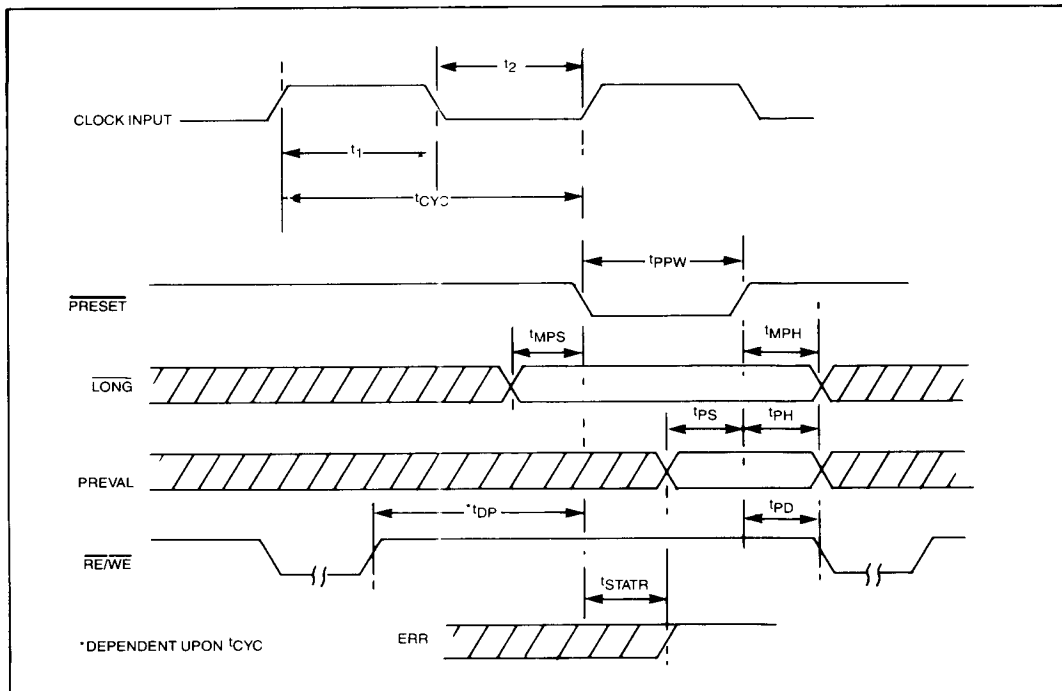 t2
CLOCK INPUT
t1
tCYC
tPPW
PRESET
tMPS
tMPH
LONG
tPS
tPH
PREVAL
*tDP
tPD
RE/WE
tSTATR
*DEPENDENT UPON tCYC
ERR